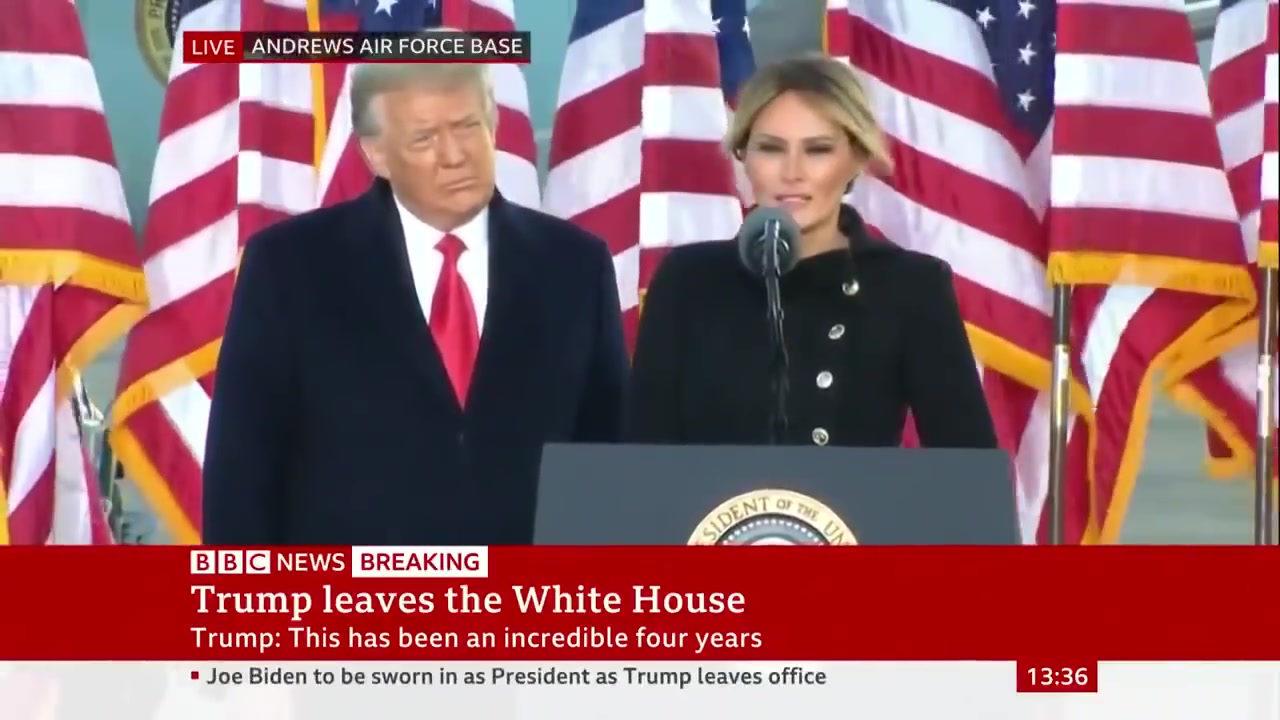 LIVE ANDREWS AIR FORCE BASE
SIDENT OF THE UN
BBC NEWS BREAKING
Trump leaves the White House
Trump: This has been an incredible four years
Joe Biden to be sworn in as President as Trump leaves office
13:36